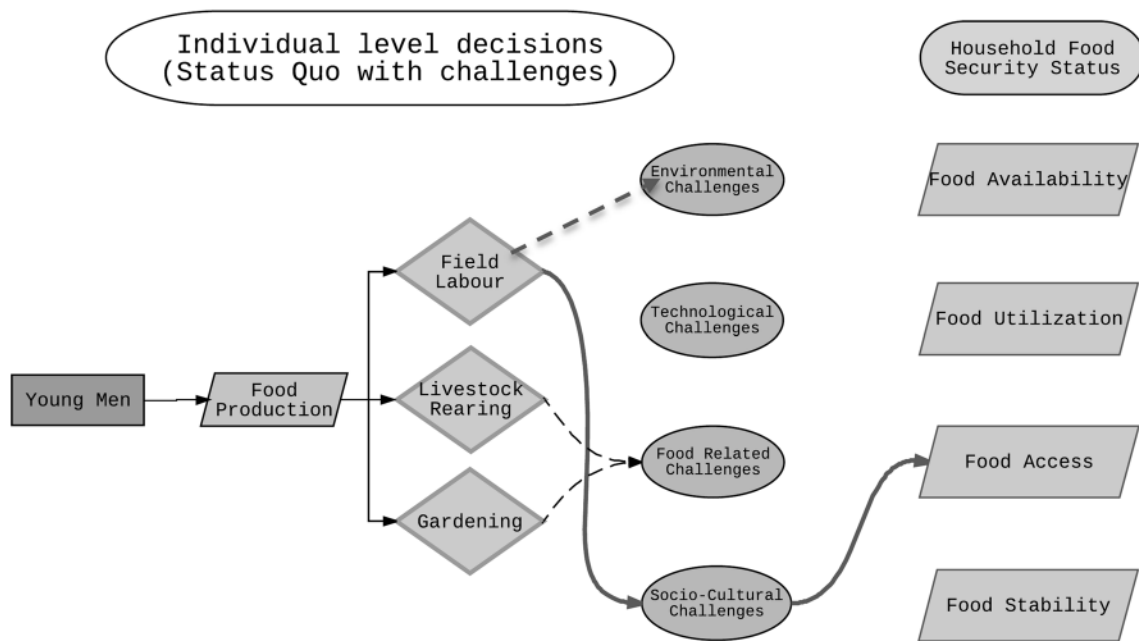 Individual level decisions
(Status Quo with challenges)
Household Food
Security Status
Environmental
Challenges
Food Availability
Field
Labour
Technological
Challenges
Food Utilization
Young Men
Food
Production
Livestock
Rearing
Food Related
Challenges
Food Access
Gardening
Socio-Cultural
Challenges
Food Stability